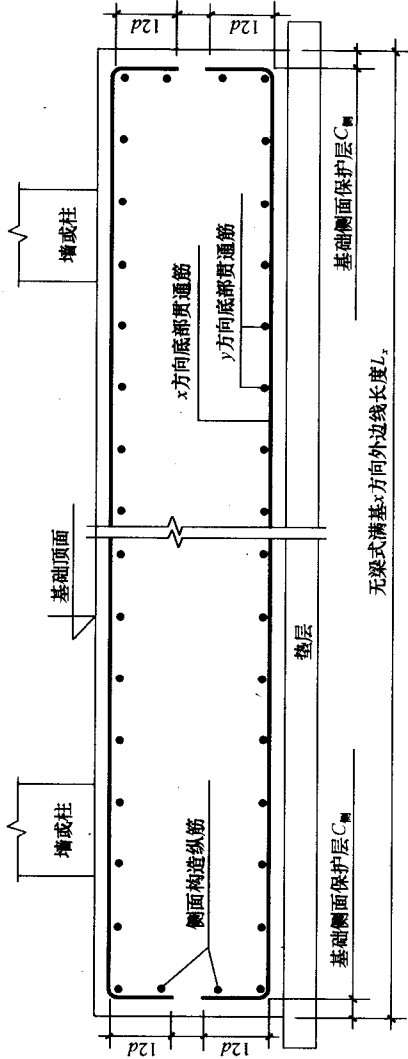 12d
12d
墙或柱
基础顶面
墙或柱
12d
12d
侧面构造纵筋
x方向底部贯通筋
y方向底部贯通筋
垫层
基础侧面保护层C侧
基础侧面保护层C侧
无梁式满基x方向外边线长度Lx